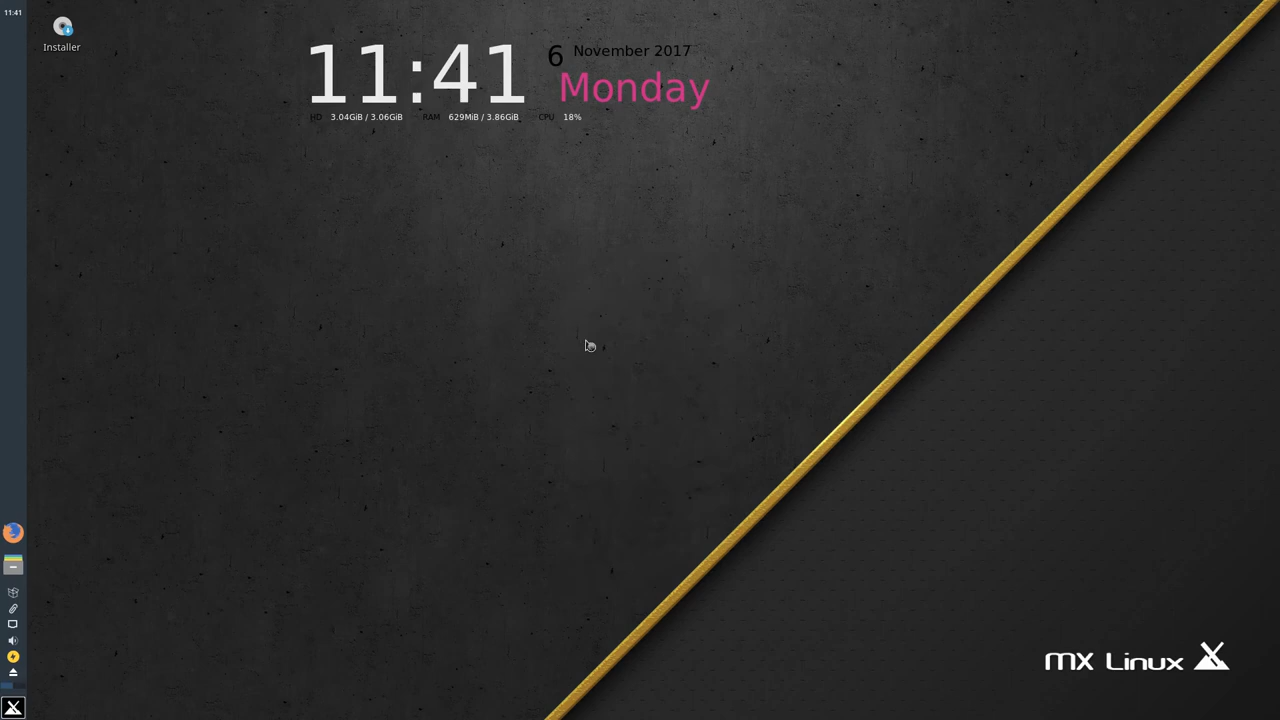 11:41
Installer
11:41
6 November 2017
Monday
HD 3.04GiB / 3.06GiB RAM 629MiB / 3.86GiB CPU 18%
MX Linux